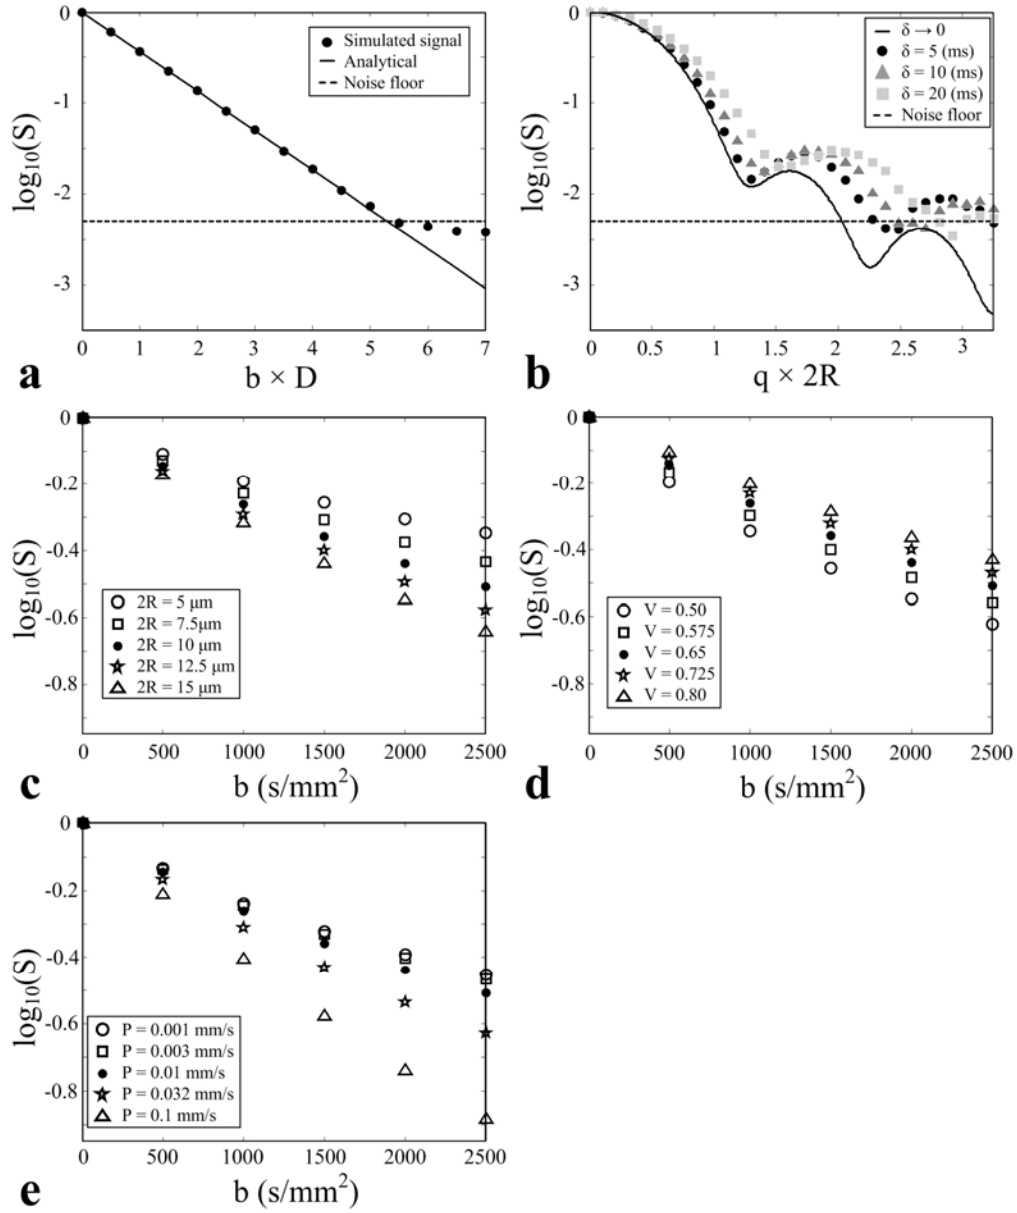 -0
-1
-2
-3
log10(S)
Simulated signal
Analytical
Noise floor
0 1 2 3 4 5 6 7
a
b × D
-0
-1
-2
-3
log10(S)
δ → 0
δ = 5 (ms)
δ = 10 (ms)
δ = 20 (ms)
Noise floor
0 0.5 1 1.5 2 2.5 3
b
q × 2R
0
-0.2
-0.4
-0.6
-0.8
log10(S)
2R = 5 µm
2R = 7.5µm
2R = 10 µm
2R = 12.5 µm
2R = 15 µm
0 500 1000 1500 2000 2500
c
b (s/mm²)
0
-0.2
-0.4
-0.6
-0.8
log10(S)
V = 0.50
V = 0.575
V = 0.65
V = 0.725
V = 0.80
0 500 1000 1500 2000 2500
d
b (s/mm²)
0
-0.2
-0.4
-0.6
-0.8
log10(S)
P = 0.001 mm/s
P = 0.003 mm/s
P = 0.01 mm/s
P = 0.032 mm/s
P = 0.1 mm/s
0 500 1000 1500 2000 2500
e
b (s/mm²)